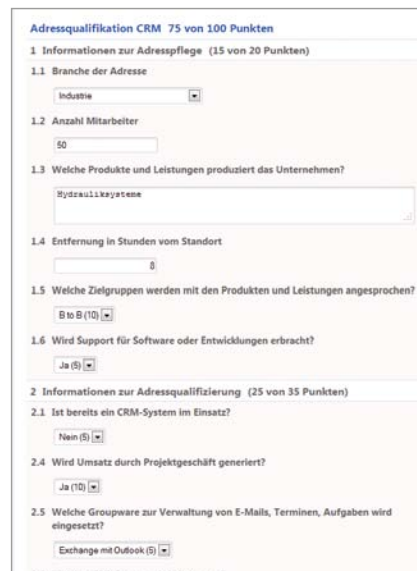 Adressqualifikation CRM 75 von 100 Punkten
1 Informationen zur Adresspflege (15 von 20 Punkten)
1.1 Branche der Adresse
Industrie
1.2 Anzahl Mitarbeiter
50
1.3 Welche Produkte und Leistungen produziert das Unternehmen?
Hydrauliksysteme
1.4 Entfernung in Stunden vom Standort
8
1.5 Welche Zielgruppen werden mit den Produkten und Leistungen angesprochen?
B to B (10)
1.6 Wird Support für Software oder Entwicklungen erbracht?
Ja (5)
2 Informationen zur Adressqualifizierung (25 von 35 Punkten)
2.1 Ist bereits ein CRM-System im Einsatz?
Nein (5)
2.4 Wird Umsatz durch Projektgeschäft generiert?
Ja (10)
2.5 Welche Groupware zur Verwaltung von E-Mails, Terminen, Aufgaben wird
eingesetzt?
Exchange mit Outlook (5)